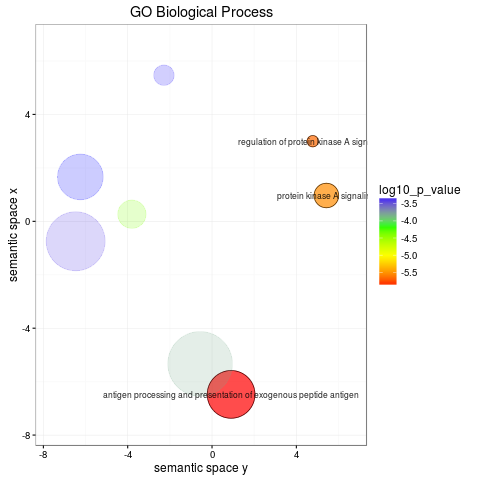 GO Biological Process
semantic space x
4
0
-4
-8
regulation of protein kinase A sign
protein kinase A signalin
antigen processing and presentation of exogenous peptide antigen
-8
-4
0
4
semantic space y
log10_p_value
-3.5
-4.0
-4.5
-5.0
-5.5